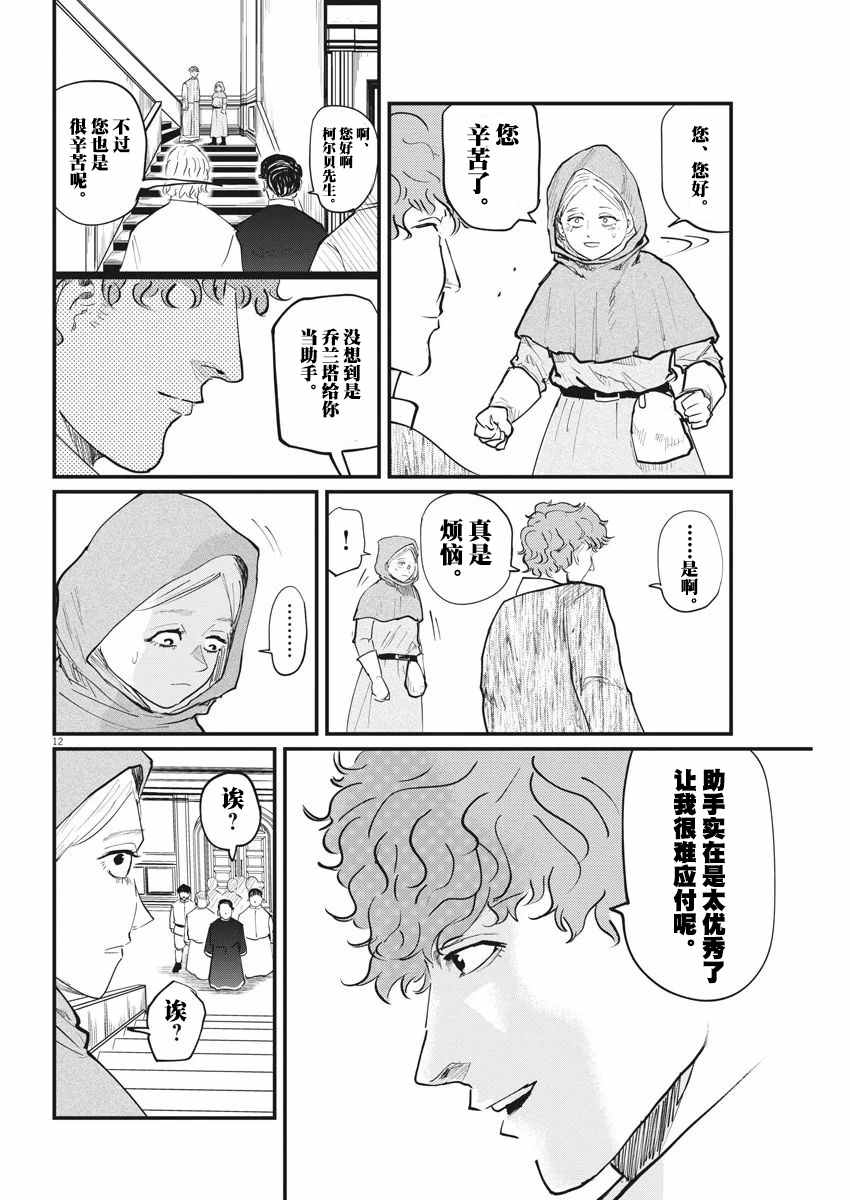 您、您好。
您
辛苦了。
啊、
您好啊
柯尔贝先生。
不过
您也是
很辛苦呢。
没想到是
乔兰塔给你
当助手。
……是啊。
真是
烦恼。
！
……
12
助手实在是太优秀了
让我很难应付呢。
诶？
诶？